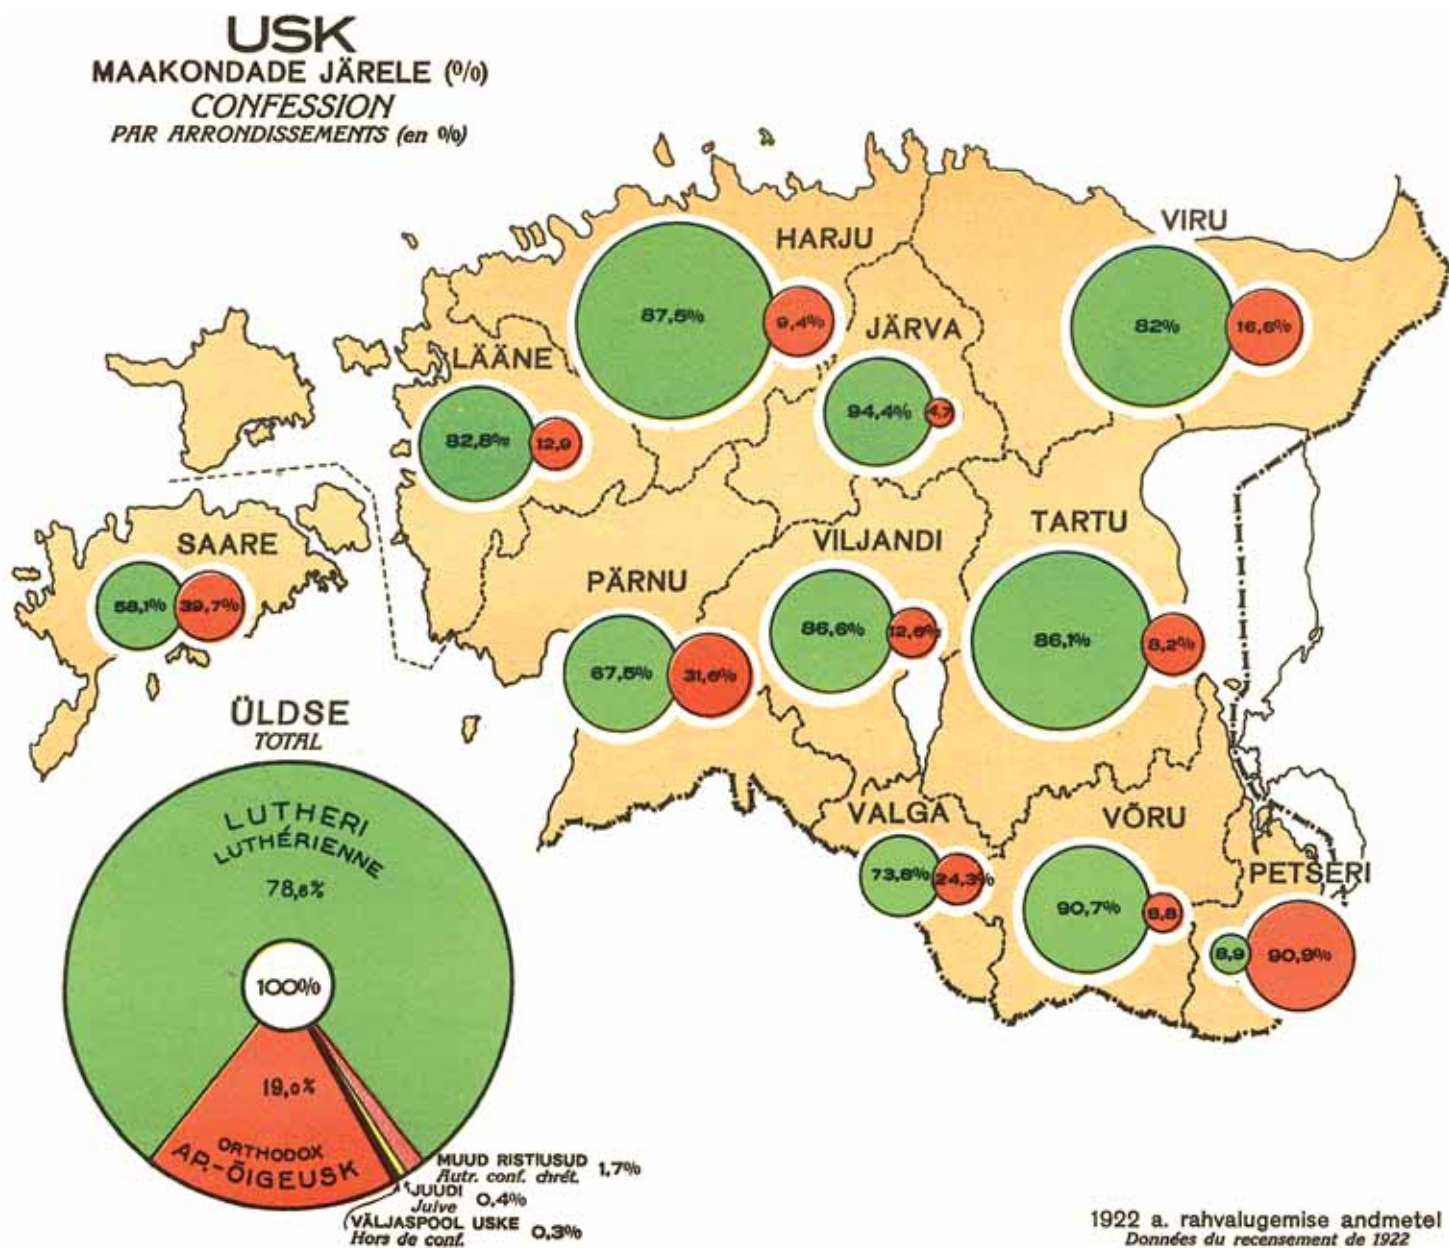 USK
MAAKONDADE JÄRELE (%)
CONFESSION
PAR ARRONDISSEMENTS (en %)
HARJU
87,5%
9,4%
VIRU
82%
16,6%
JÄRVA
94,4%
4,7
LÄÄNE
82,8%
12,9
SAARE
58,1%
39,7%
PÄRNU
67,5%
31,6%
VILJANDI
86,6%
12,6%
TARTU
86,1%
8,2%
VALGA
73,8%
24,3%
VÕRU
90,7%
8,8
PETSERI
8,9
90,9%
ÜLDSE
TOTAL
LUTHERI
LUTHÉRIENNE
78,6%
100%
19,0%
ORTHODOX
AP.-ÕIGEUSK
MUUD RISTIUSUD 1,7%
Autr. conf. chrét.
JUUDI 0,4%
Juive
VÄLJASPOOL USKE 0,3%
Hors de conf.
1922 a. rahvalugemise andmetel
Données du recensement de 1922